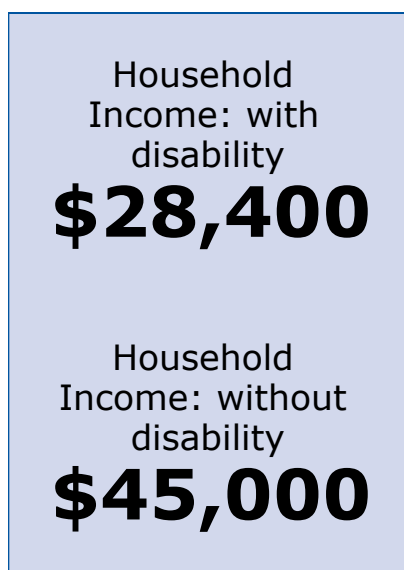 Household
Income: with
disability
$28,400
Household
Income: without
disability
$45,000